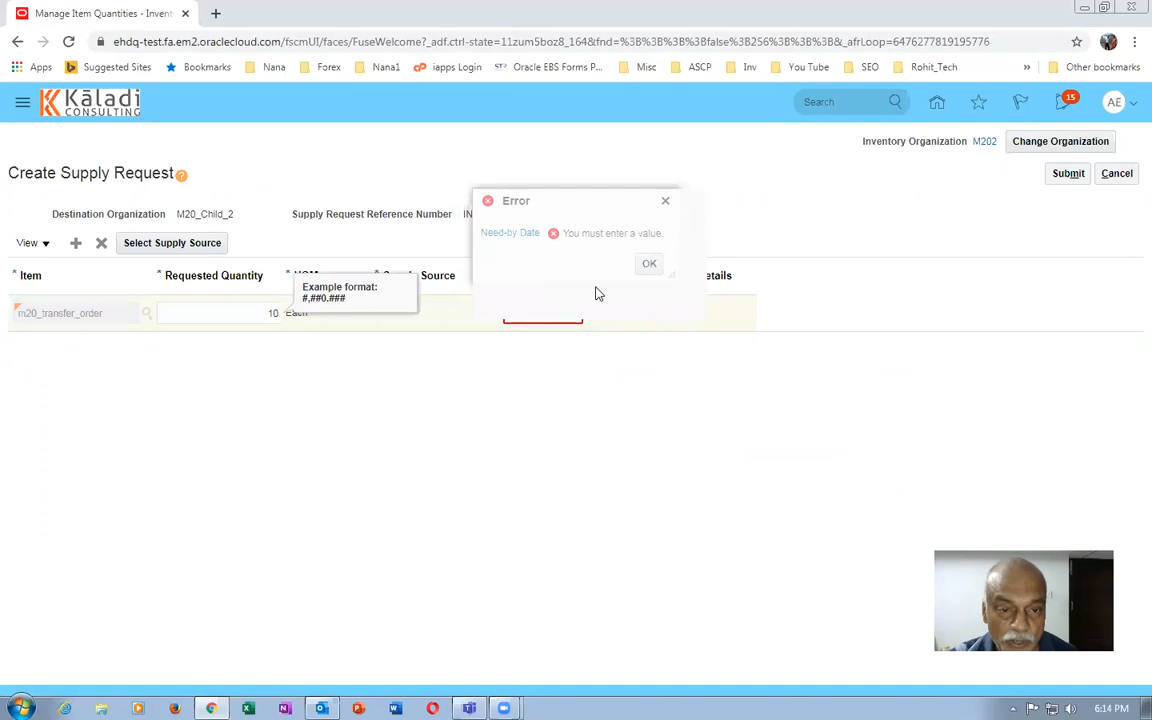 Manage Item Quantities - Invent
ehdq-test.fa.em2.oraclecloud.com/fscmUI/faces/FuseWelcome?_adf.ctrl-state=11zum5boz8_164&fnd=%3B%3B%3B%3Bfalse%3B256%3B%3B%3B&_afrLoop=6476277819195776
Apps Suggested Sites Bookmarks Nana Forex Nana1 iapps Login Oracle EBS Forms P... Misc ASCP Inv You Tube SEO Rohit_Tech » Other bookmarks
Kaladi
CONSULTING
Search
15
AE
Inventory Organization M202 Change Organization
Create Supply Request
Submit Cancel
Error
Destination Organization M20_Child_2 Supply Request Reference Number IN
Need-by Date You must enter a value.
View Select Supply Source
OK
* Item * Requested Quantity
Example format:
#,##0.###
m20_transfer_order 10 Each
6:14 PM